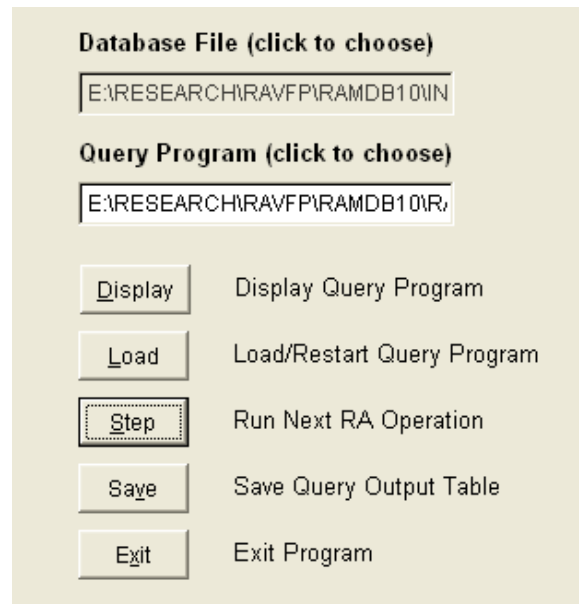 Database File (click to choose)
E:\RESEARCH\RAVFP\RAMDB10\IN
Query Program (click to choose)
E:\RESEARCH\RAVFP\RAMDB10\R
Display Display Query Program
Load Load/Restart Query Program
Step Run Next RA Operation
Save Save Query Output Table
Exit Exit Program